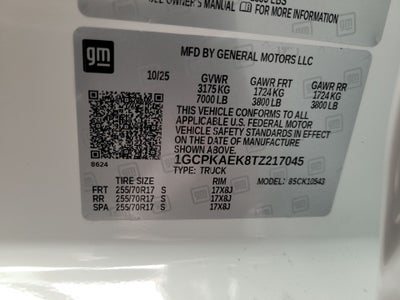 OWNER'S MANUAL
FOR MORE INFORMATION
gm
MFD BY GENERAL MOTORS LLC
10/25 GVWR GAWR FRT GAWR RR
3175 KG 1724 KG 1724 KG
7000 LB 3800 LB 3800 LB
THIS VEHICLE CONFORMS TO ALL
APPLICABLE U.S. FEDERAL MOTOR
VEHICLE SAFETY STANDARDS IN EFFECT ON
THE DATE OF MANUFACTURE
SHOWN ABOVE.
1GCPKAEK8TZ217045
TYPE: TRUCK MODEL: 8SCK10543
8624
TIRE SIZE RIM
FRT 255/70R17 S 17X8J
RR 255/70R17 S 17X8J
SPA 255/70R17 S 17X8J